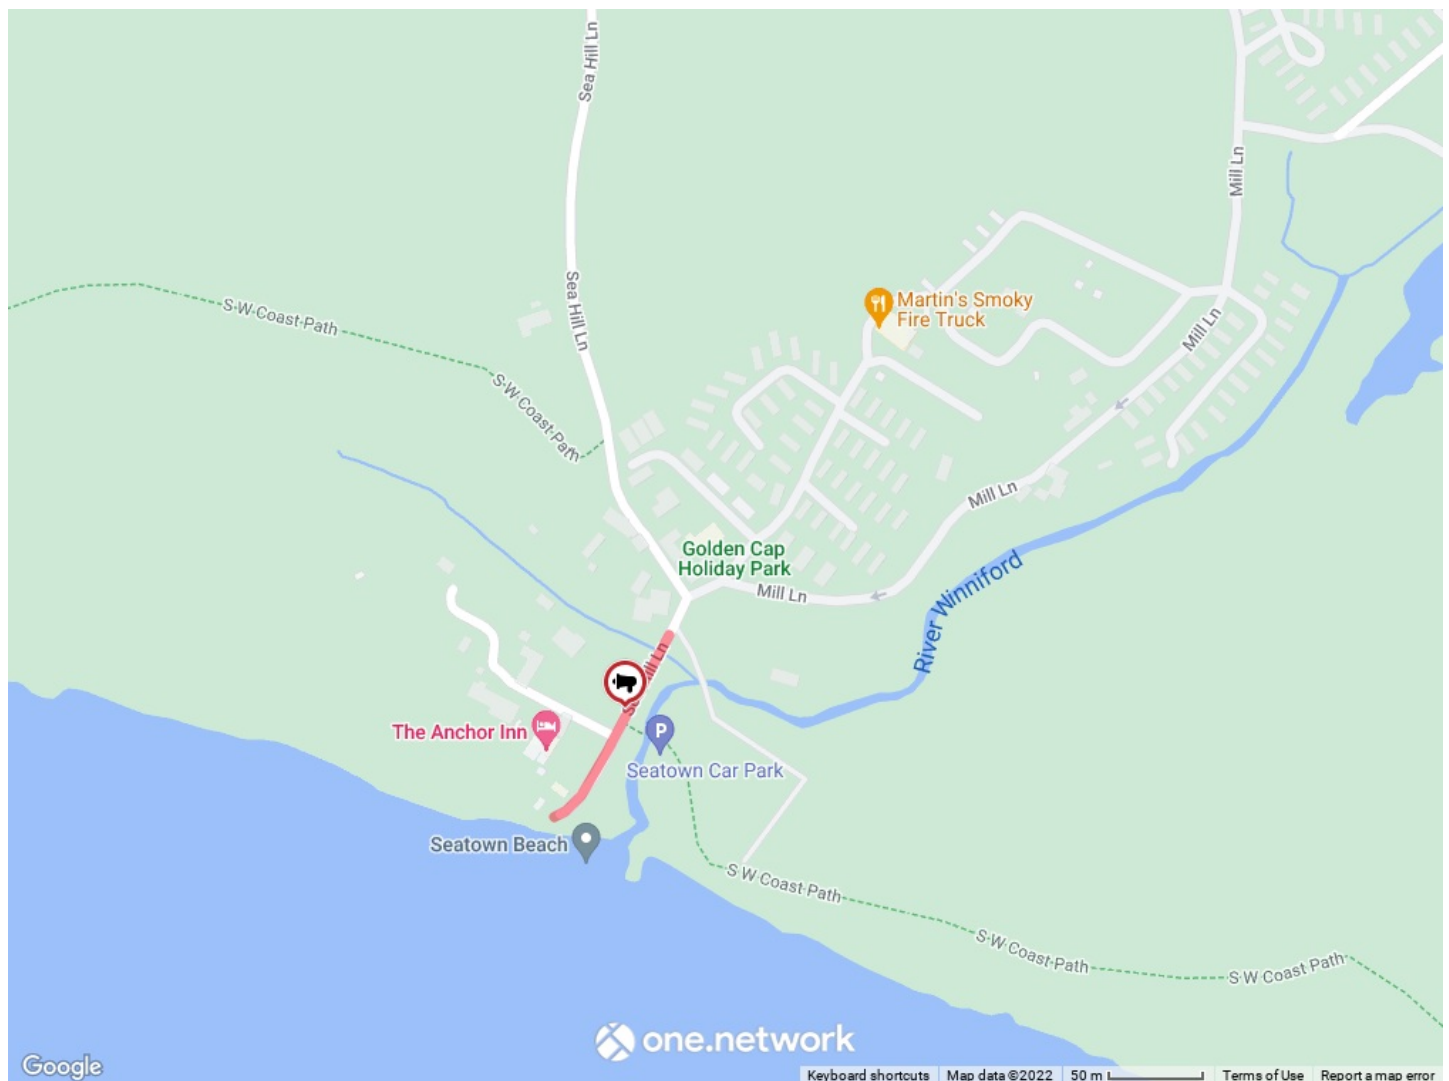 Sea Hill Ln
Mill Ln
S W Coast Path
Sea Hill Ln
Martin's Smoky
Fire Truck
Mill Ln
S W Coast Path
Mill Ln
Golden Cap
Holiday Park
Mill Ln
River Winniford
ill Ln
The Anchor Inn
P
Seatown Car Park
Seatown Beach
S W Coast Path
S W Coast Path
S W Coast Path
one.network
Google
Keyboard shortcuts Map data ©2022 50 m Terms of Use Report a map error